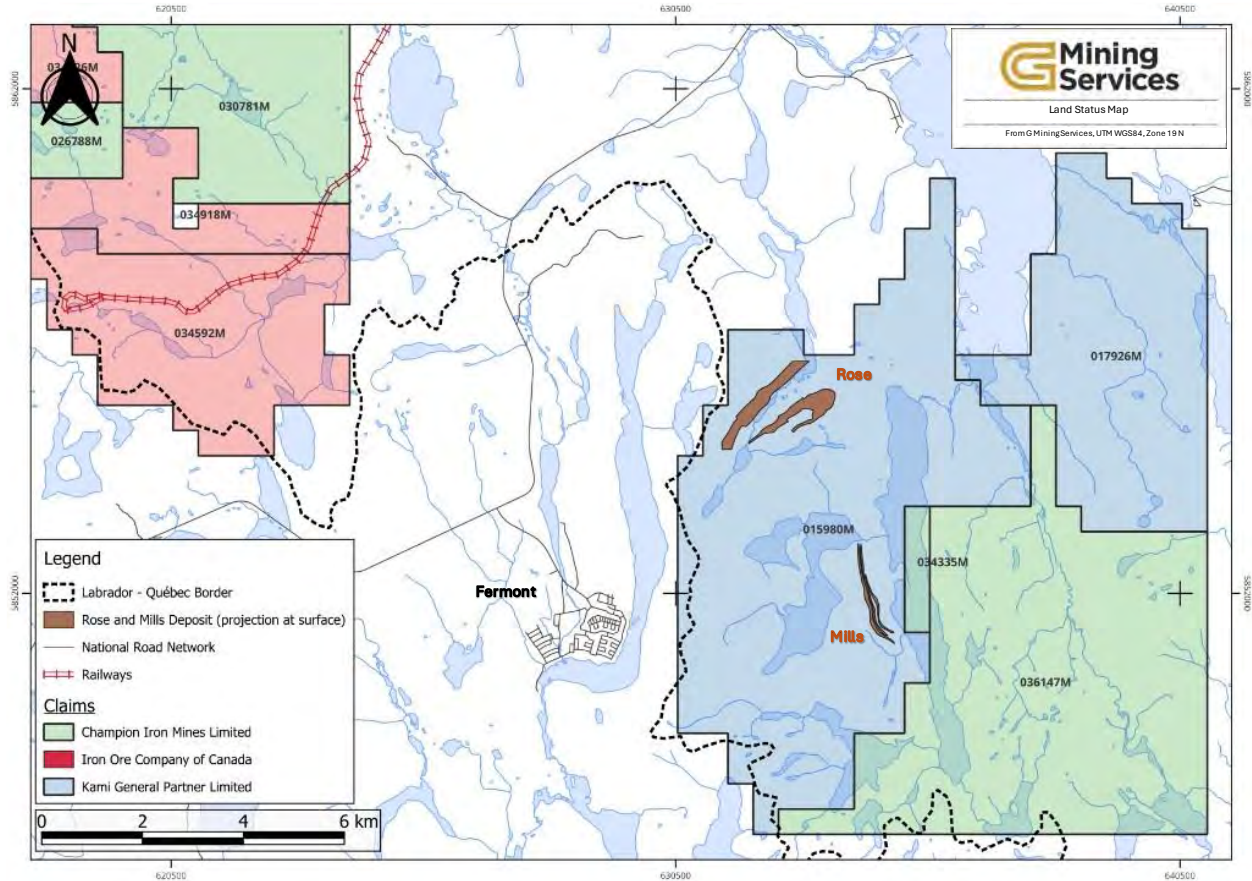 620500
630500
640500
N
5862000
5862000
G Mining
Services
Land Status Map
From G Mining Services, UTM WGS84, Zone 19 N
030781M
026788M
034918M
034592M
Rose
017926M
015980M
034335M
Fermont
5852000
5852000
Mills
036147M
Legend
Labrador - Québec Border
Rose and Mills Deposit (projection at surface)
National Road Network
Railways
Claims
Champion Iron Mines Limited
Iron Ore Company of Canada
Kami General Partner Limited
0 2 4 6 km
620500
630500
640500